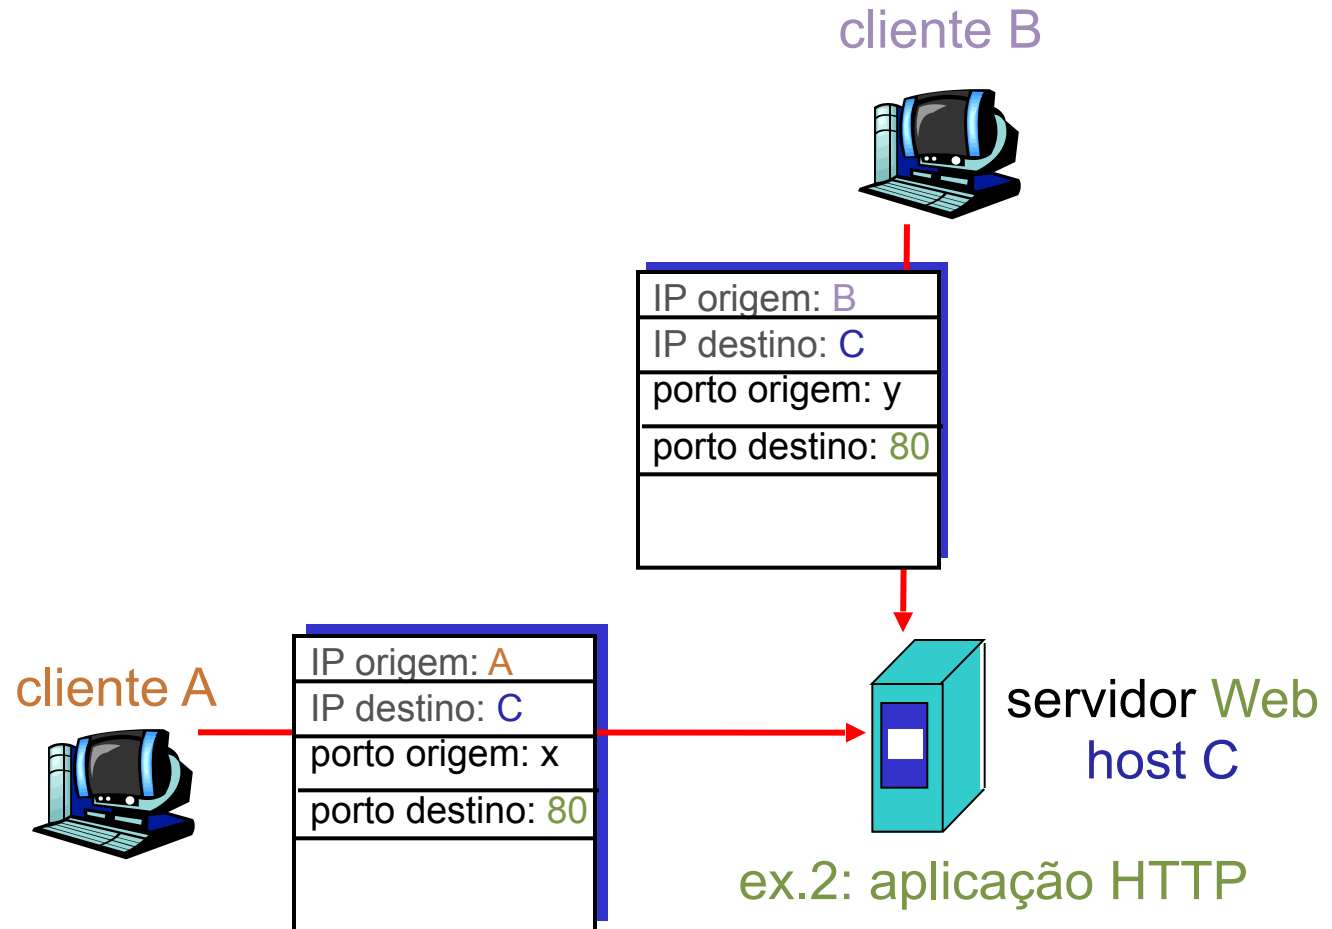 cliente B
IP origem: B
IP destino: C
porto origem: y
porto destino: 80
cliente A
IP origem: A
IP destino: C
porto origem: x
porto destino: 80
servidor Web
host C
ex.2: aplicação HTTP